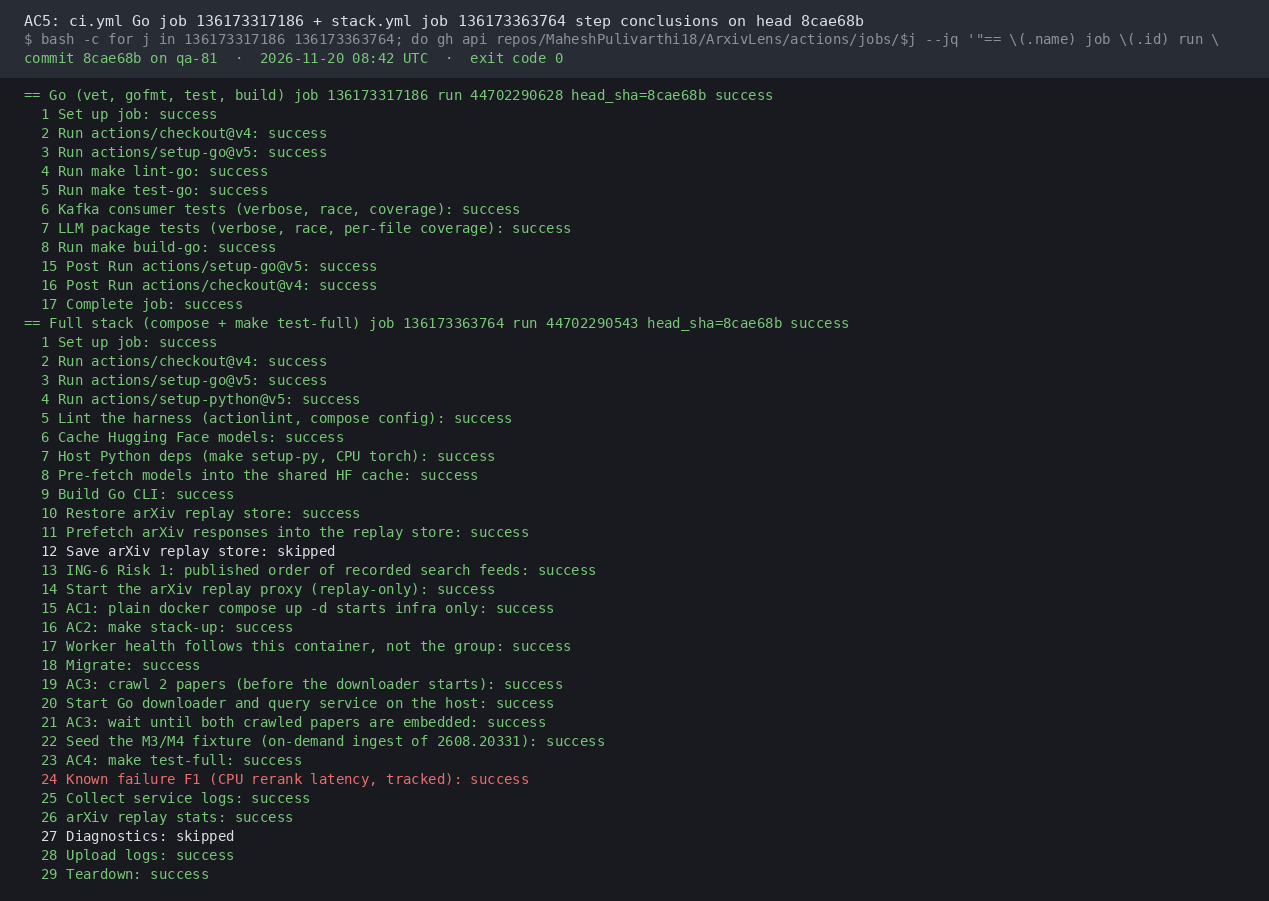 AC5: ci.yml Go job 136173317186 + stack.yml job 136173363764 step conclusions on head 8cae68b
$ bash -c for j in 136173317186 136173363764; do gh api repos/MaheshPulivarthi18/ArxivLens/actions/jobs/$j --jq '"== \(.name) job \(.id) run \
commit 8cae68b on qa-81  ·  2026-11-20 08:42 UTC  ·  exit code 0
== Go (vet, gofmt, test, build) job 136173317186 run 44702290628 head_sha=8cae68b success
  1 Set up job: success
  2 Run actions/checkout@v4: success
  3 Run actions/setup-go@v5: success
  4 Run make lint-go: success
  5 Run make test-go: success
  6 Kafka consumer tests (verbose, race, coverage): success
  7 LLM package tests (verbose, race, per-file coverage): success
  8 Run make build-go: success
  15 Post Run actions/setup-go@v5: success
  16 Post Run actions/checkout@v4: success
  17 Complete job: success
== Full stack (compose + make test-full) job 136173363764 run 44702290543 head_sha=8cae68b success
  1 Set up job: success
  2 Run actions/checkout@v4: success
  3 Run actions/setup-go@v5: success
  4 Run actions/setup-python@v5: success
  5 Lint the harness (actionlint, compose config): success
  6 Cache Hugging Face models: success
  7 Host Python deps (make setup-py, CPU torch): success
  8 Pre-fetch models into the shared HF cache: success
  9 Build Go CLI: success
  10 Restore arXiv replay store: success
  11 Prefetch arXiv responses into the replay store: success
  12 Save arXiv replay store: skipped
  13 ING-6 Risk 1: published order of recorded search feeds: success
  14 Start the arXiv replay proxy (replay-only): success
  15 AC1: plain docker compose up -d starts infra only: success
  16 AC2: make stack-up: success
  17 Worker health follows this container, not the group: success
  18 Migrate: success
  19 AC3: crawl 2 papers (before the downloader starts): success
  20 Start Go downloader and query service on the host: success
  21 AC3: wait until both crawled papers are embedded: success
  22 Seed the M3/M4 fixture (on-demand ingest of 2608.20331): success
  23 AC4: make test-full: success
  24 Known failure F1 (CPU rerank latency, tracked): success
  25 Collect service logs: success
  26 arXiv replay stats: success
  27 Diagnostics: skipped
  28 Upload logs: success
  29 Teardown: success